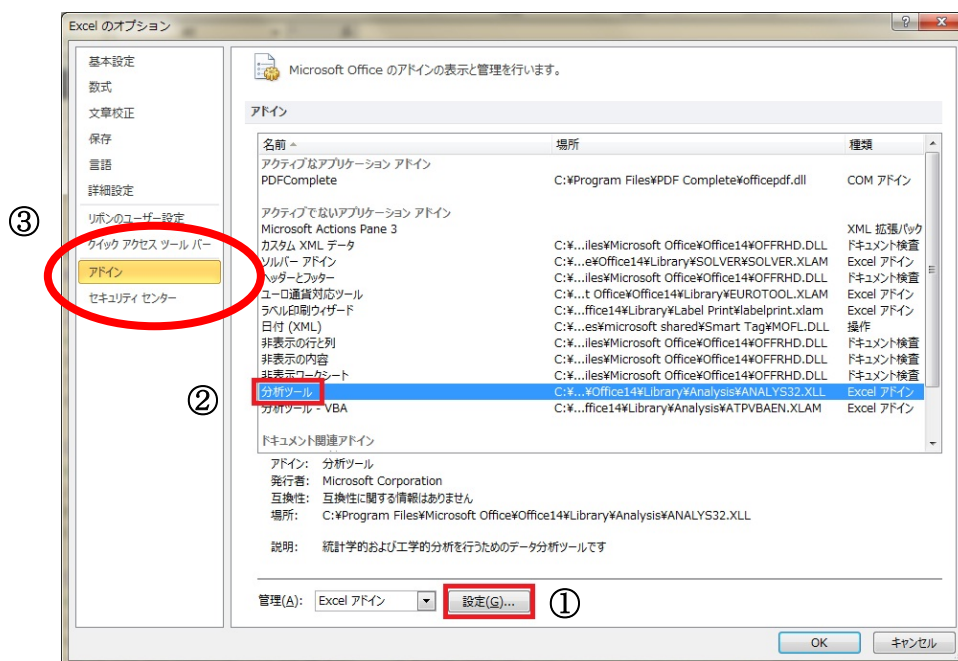 Excel のオプション
基本設定
数式
文章校正
保存
言語
詳細設定
リボンのユーザー設定
③
クイック アクセス ツール バー
アドイン
セキュリティ センター
Microsoft Office のアドインの表示と管理を行います。
アドイン
名前 場所 種類
アクティブなアプリケーション アドイン
PDFComplete C:¥Program Files¥PDF Complete¥officepdf.dll COM アドイン
アクティブでないアプリケーション アドイン
Microsoft Actions Pane 3 XML 拡張パック
カスタム XML データ C:¥...iles¥Microsoft Office¥Office14¥OFFRHD.DLL ドキュメント検査
ソルバー アドイン C:¥...e¥Office14¥Library¥SOLVER¥SOLVER.XLAM Excel アドイン
ヘッダーとフッター C:¥...iles¥Microsoft Office¥Office14¥OFFRHD.DLL ドキュメント検査
ユーロ通貨対応ツール C:¥...t Office¥Office14¥Library¥EUROTOOL.XLAM Excel アドイン
ラベル印刷ウィザード C:¥...ffice14¥Library¥Label Print¥labelprint.xlam Excel アドイン
日付 (XML) C:¥...es¥microsoft shared¥Smart Tag¥MOFL.DLL 操作
非表示の行と列 C:¥...iles¥Microsoft Office¥Office14¥OFFRHD.DLL ドキュメント検査
非表示の内容 C:¥...iles¥Microsoft Office¥Office14¥OFFRHD.DLL ドキュメント検査
非表示ワークシート C:¥...iles¥Microsoft Office¥Office14¥OFFRHD.DLL ドキュメント検査
② 分析ツール C:¥...¥Office14¥Library¥Analysis¥ANALYS32.XLL Excel アドイン
分析ツール - VBA C:¥...ffice14¥Library¥Analysis¥ATPVBAEN.XLAM Excel アドイン
ドキュメント関連アドイン
アドイン: 分析ツール
発行者: Microsoft Corporation
互換性: 互換性に関する情報はありません
場所: C:¥Program Files¥Microsoft Office¥Office14¥Library¥Analysis¥ANALYS32.XLL
説明: 統計学的および工学的分析を行うためのデータ分析ツールです
管理(A): Excel アドイン 設定(G)... ①
OK キャンセル